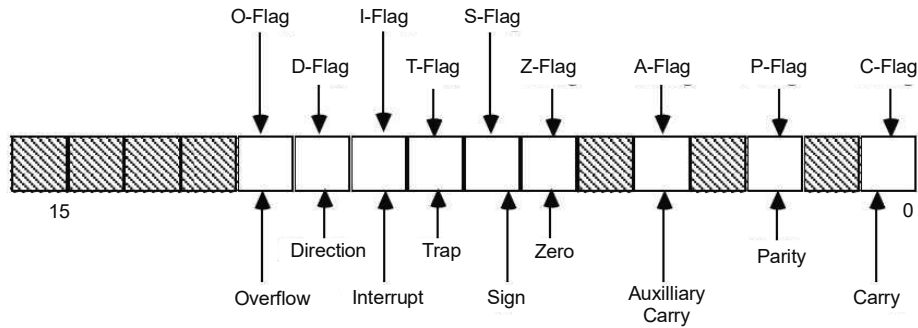 O-Flag I-Flag S-Flag
D-Flag T-Flag Z-Flag A-Flag P-Flag C-Flag
15 0
Direction Trap Zero Parity
Overflow Interrupt Sign Auxilliary Carry
Carry